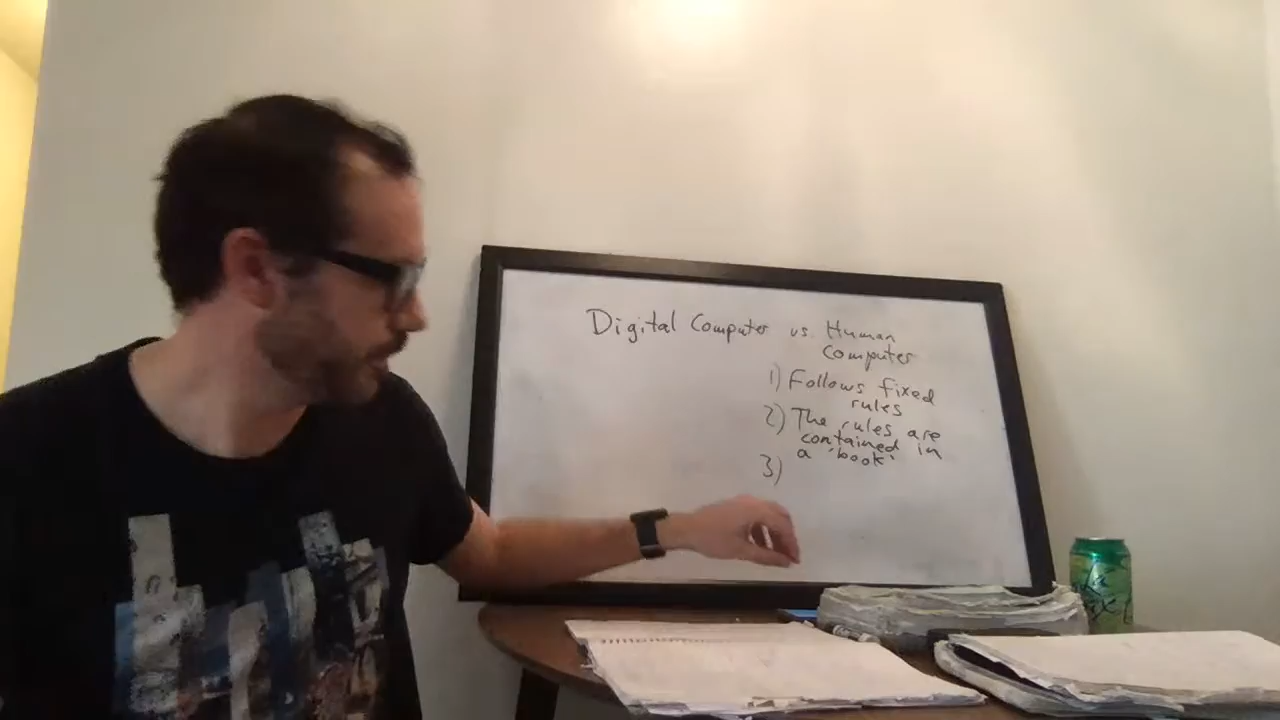 Digital Computer vs. Human
Computer
1) Follows fixed
rules
2) The rules are
contained in
a 'book'
3)